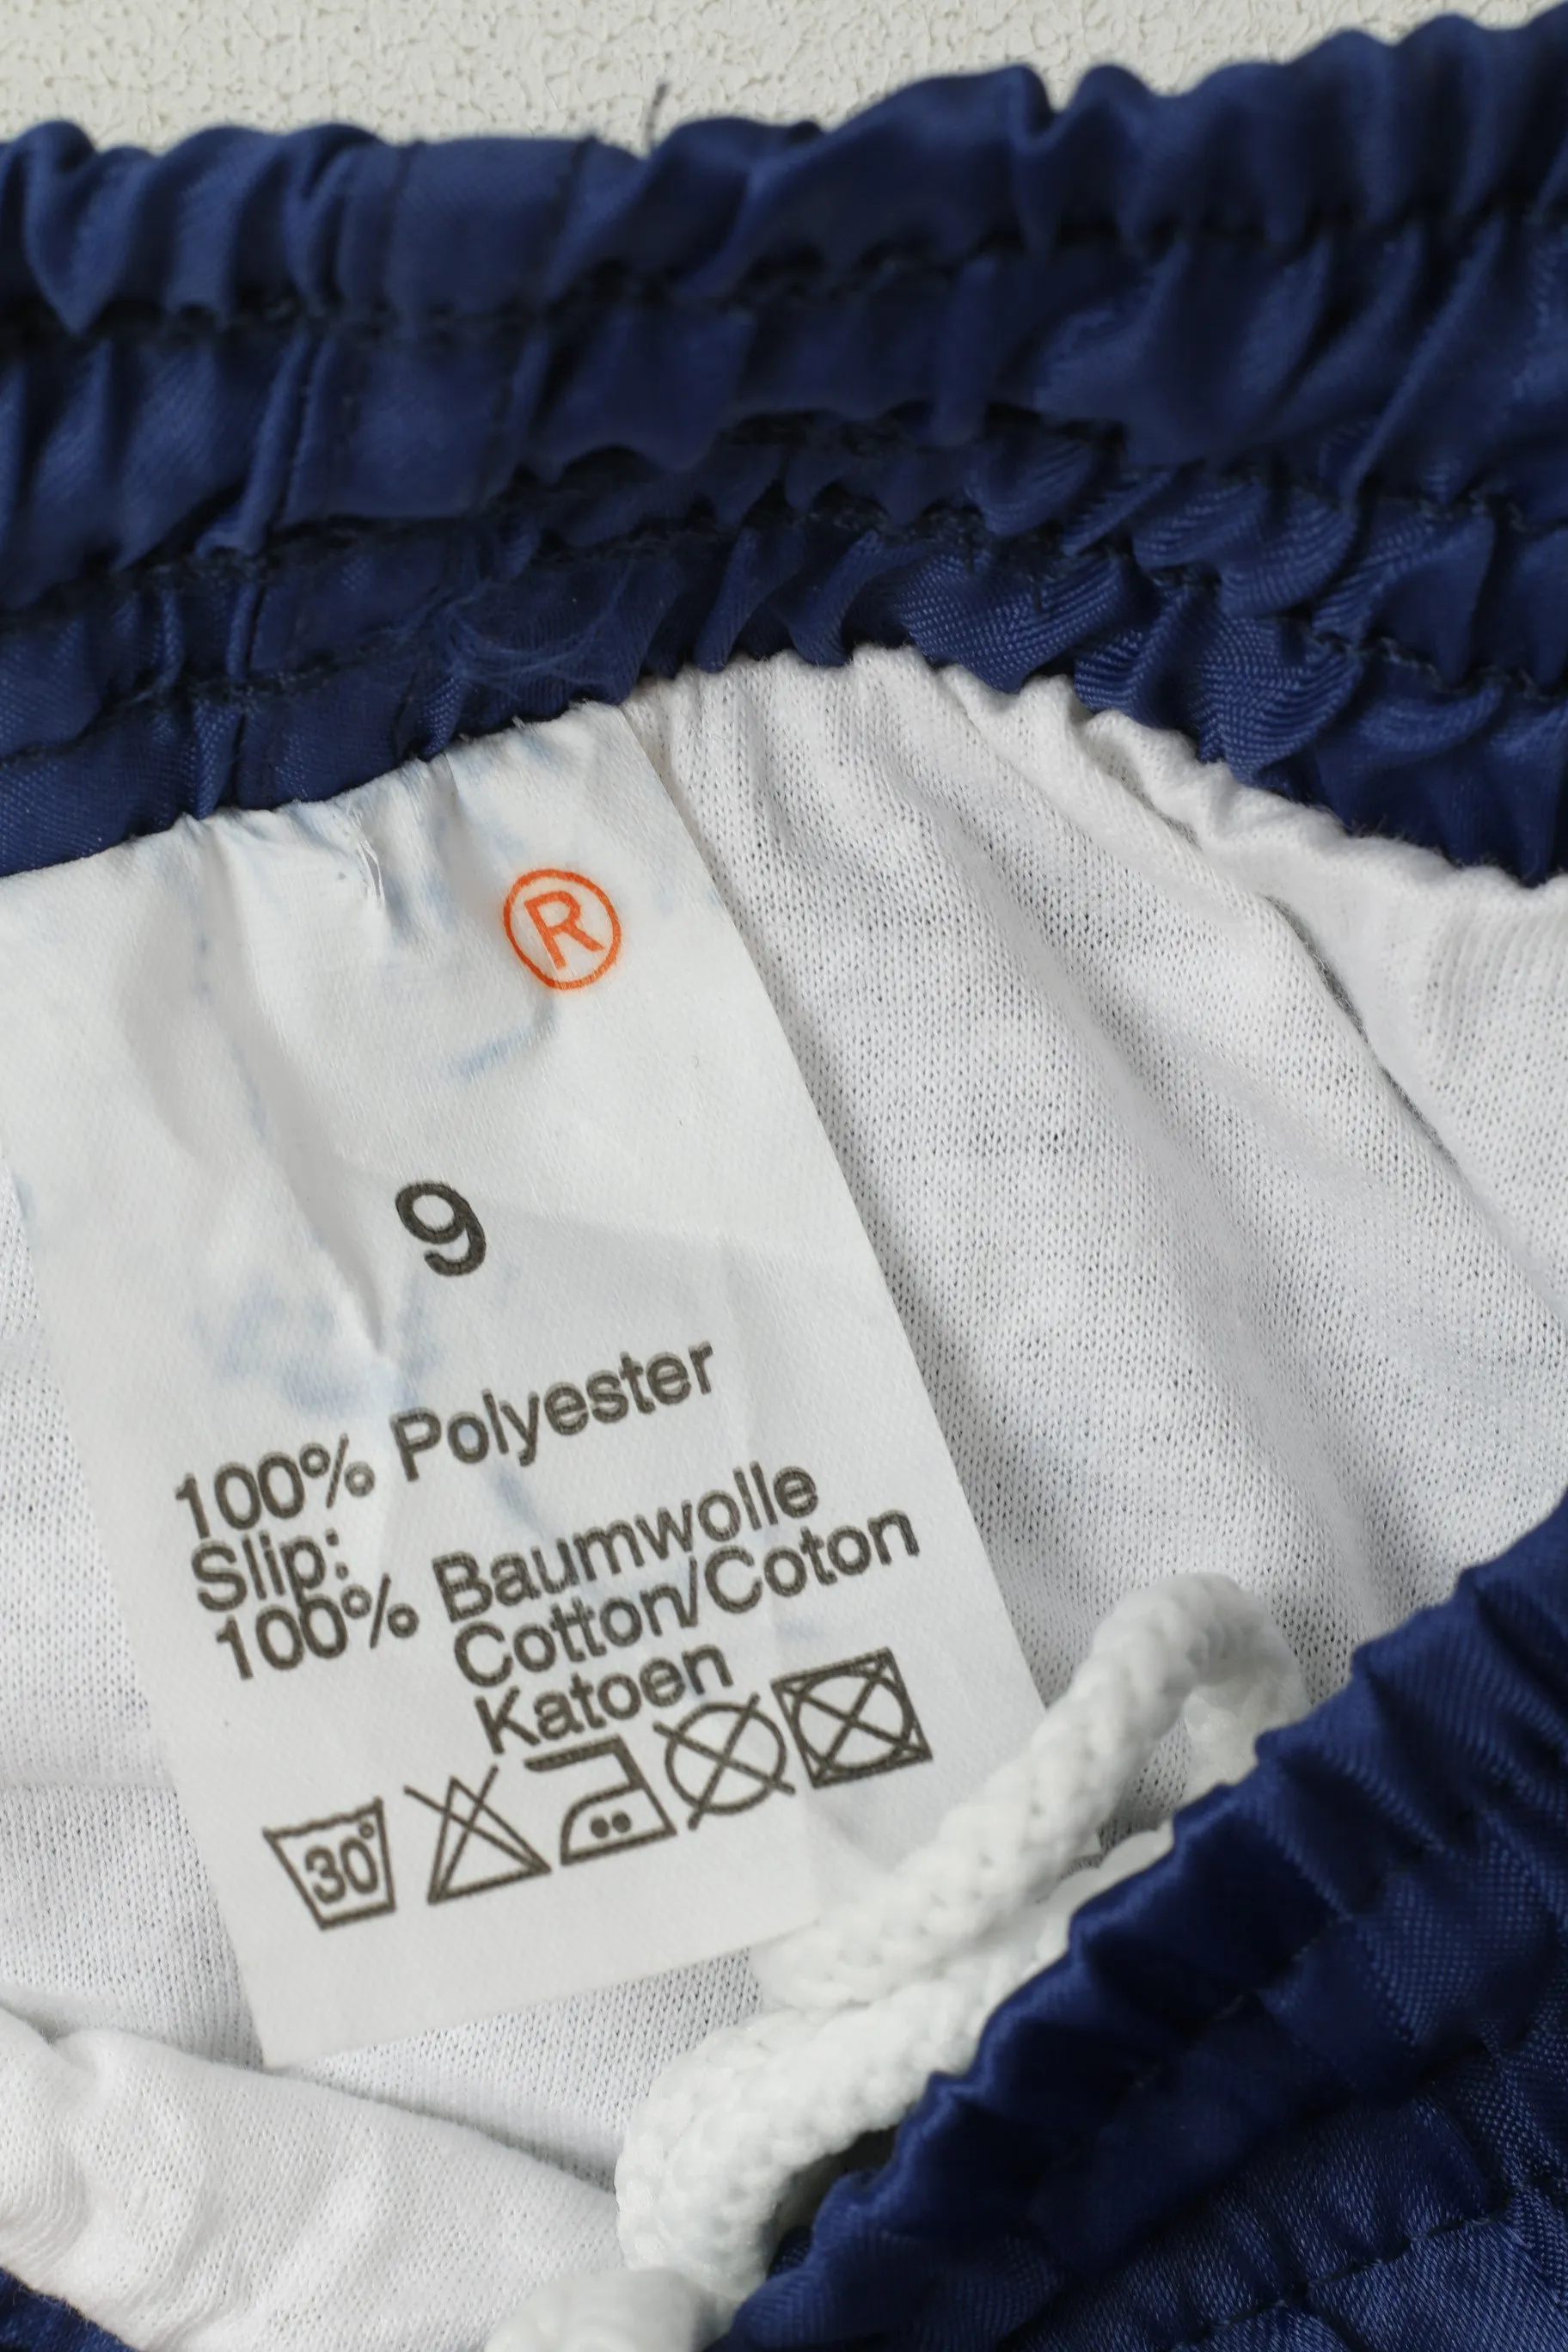 ®
9
100% Polyester
Slip:
100% Baumwolle
Cotton/Coton
Katoen
30°